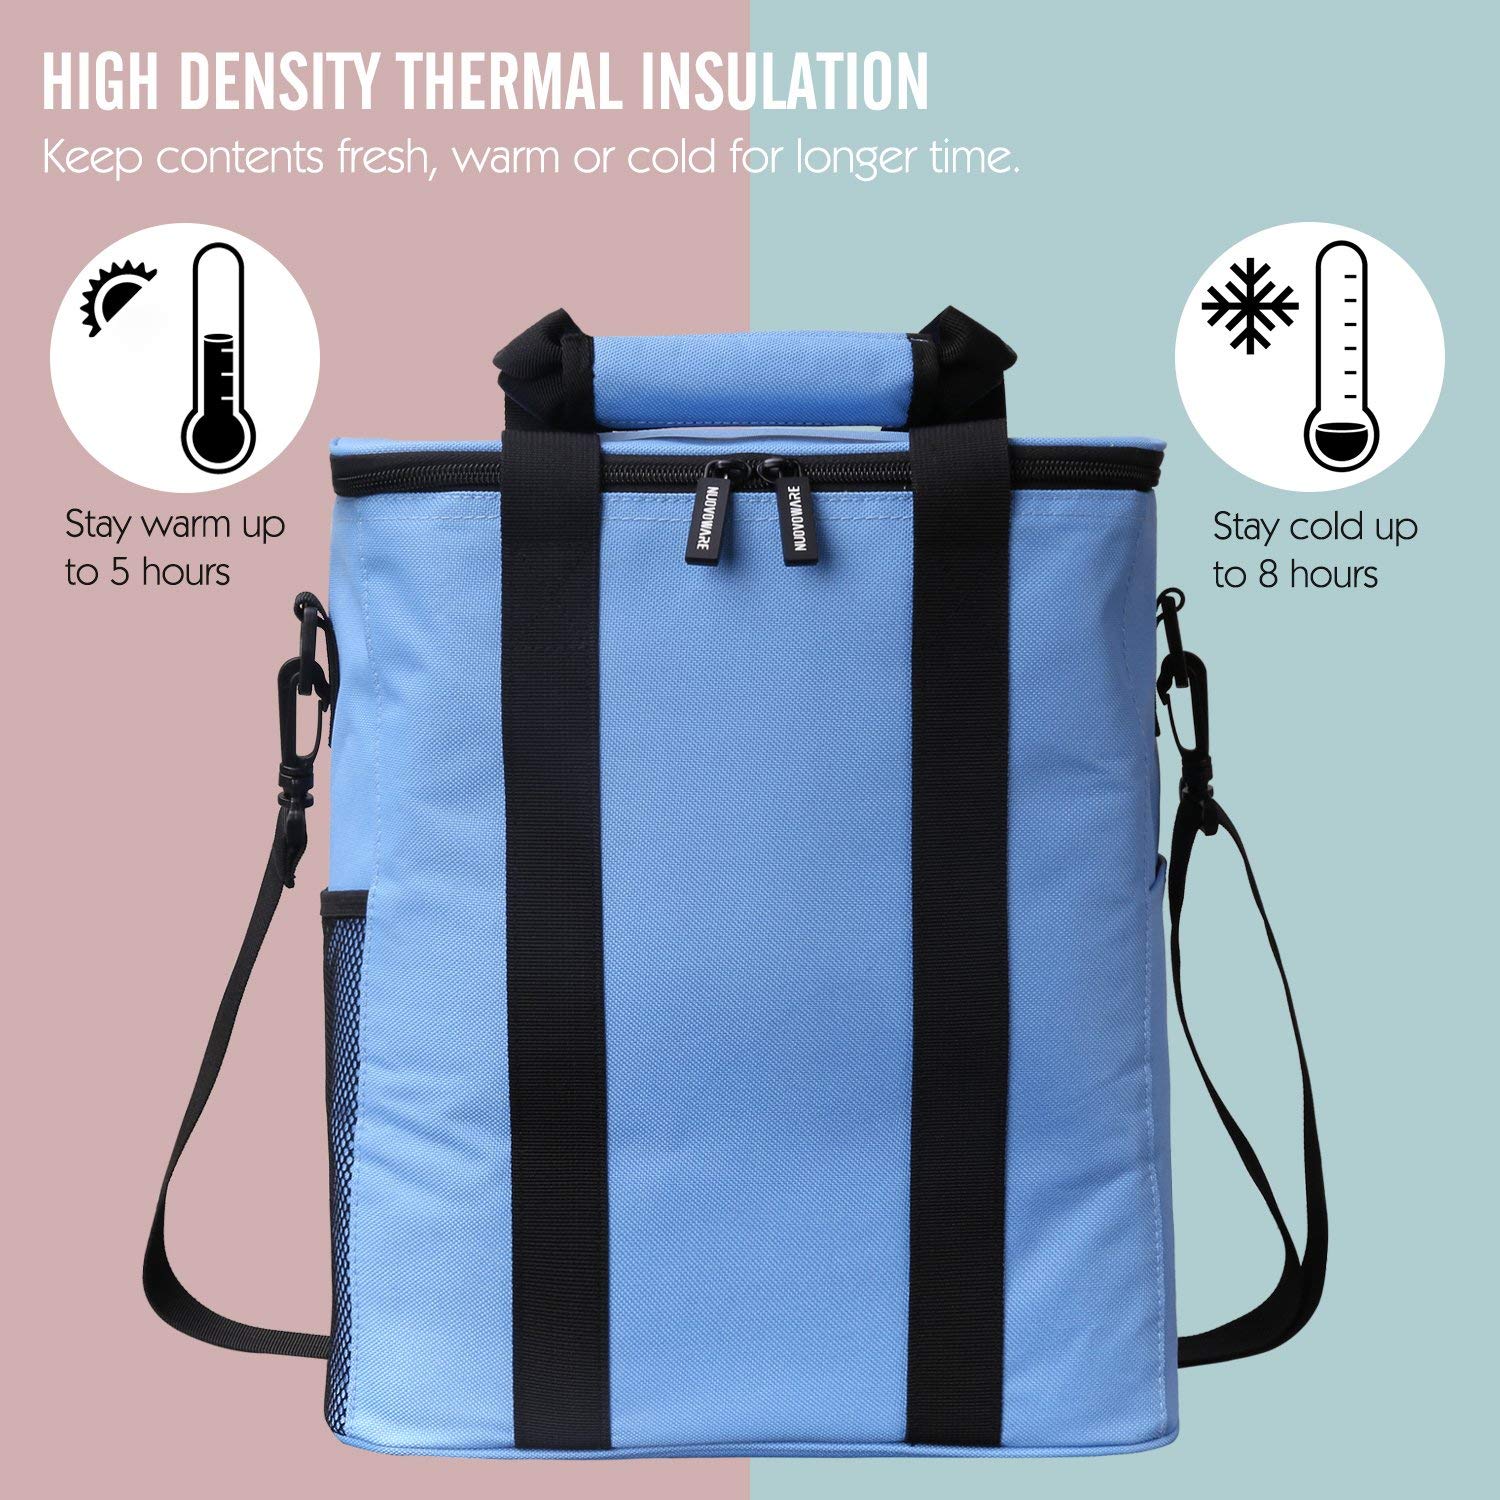 HIGH DENSITY THERMAL INSULATION
Keep contents fresh, warm or cold for longer time.
Stay warm up
to 5 hours
Stay cold up
to 8 hours
NUOVOWARE
NUOVOWARE